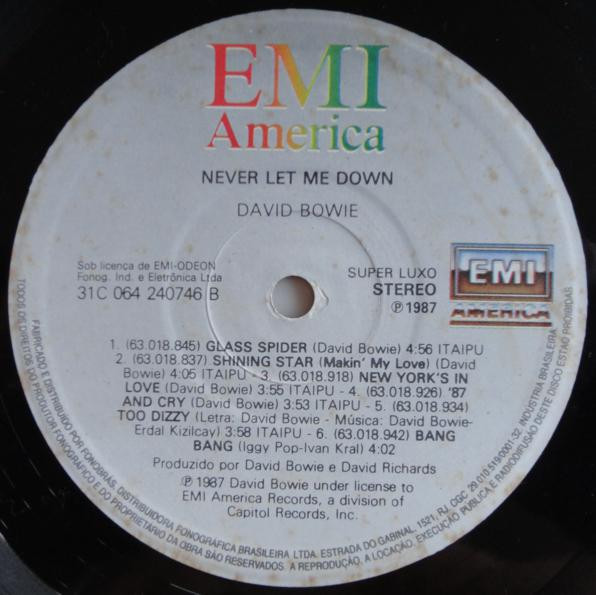 EMI
America
NEVER LET ME DOWN
DAVID BOWIE
Sob licença de EMI-ODEON
Fonog. Ind. e Eletrônica Ltda
31C 064 240746 B
SUPER LUXO
STEREO
℗ 1987
EMI
AMERICA
1. (63.018.845) GLASS SPIDER (David Bowie) 4:56 ITAIPU
2. (63.018.837) SHINING STAR (Makin' My Love) (David
Bowie) 4:05 ITAIPU - 3. (63.018.918) NEW YORK'S IN
LOVE (David Bowie) 3:55 ITAIPU - 4. (63.018.926) '87
AND CRY (David Bowie) 3:53 ITAIPU - 5. (63.018.934)
TOO DIZZY (Letra: David Bowie - Música: David Bowie-
Erdal Kizilcay) 3:58 ITAIPU - 6. (63.018.942) BANG
BANG (Iggy Pop-Ivan Kral) 4:02
Produzido por David Bowie e David Richards
℗ 1987 David Bowie under license to
EMI America Records, a division of
Capitol Records, Inc.
FABRICADO E DISTRIBUIDO POR FONOBRÁS, DISTRIBUIDORA FONOGRÁFICA BRASILEIRA LTDA. ESTRADA DO GABINAL, 1521, RJ, CGC 29.010.519/0001-32, INDÚSTRIA BRASILEIRA
TODOS OS DIREITOS DO PRODUTOR FONOGRÁFICO E DO PROPRIETÁRIO DA OBRA SÃO RESERVADOS. A REPRODUÇÃO, A LOCAÇÃO, EXECUÇÃO PÚBLICA E RADIODIFUSÃO DESTE DISCO ESTÃO PROIBIDAS